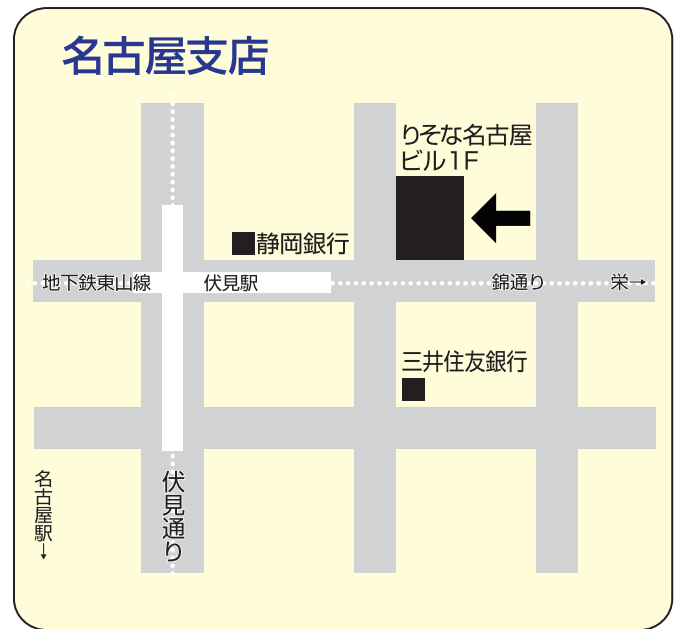 名古屋支店
りそな名古屋
ビル1F
静岡銀行
地下鉄東山線
伏見駅
錦通り
栄→
三井住友銀行
名古屋駅→
伏見通り